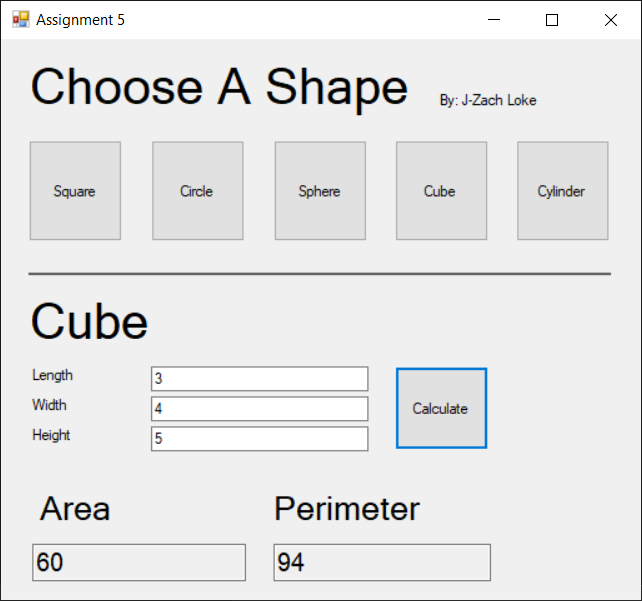 Assignment 5
Choose A Shape By: J-Zach Loke
Square Circle Sphere Cube Cylinder
Cube
Length 3
Width 4
Height 5
Calculate
Area Perimeter
60 94